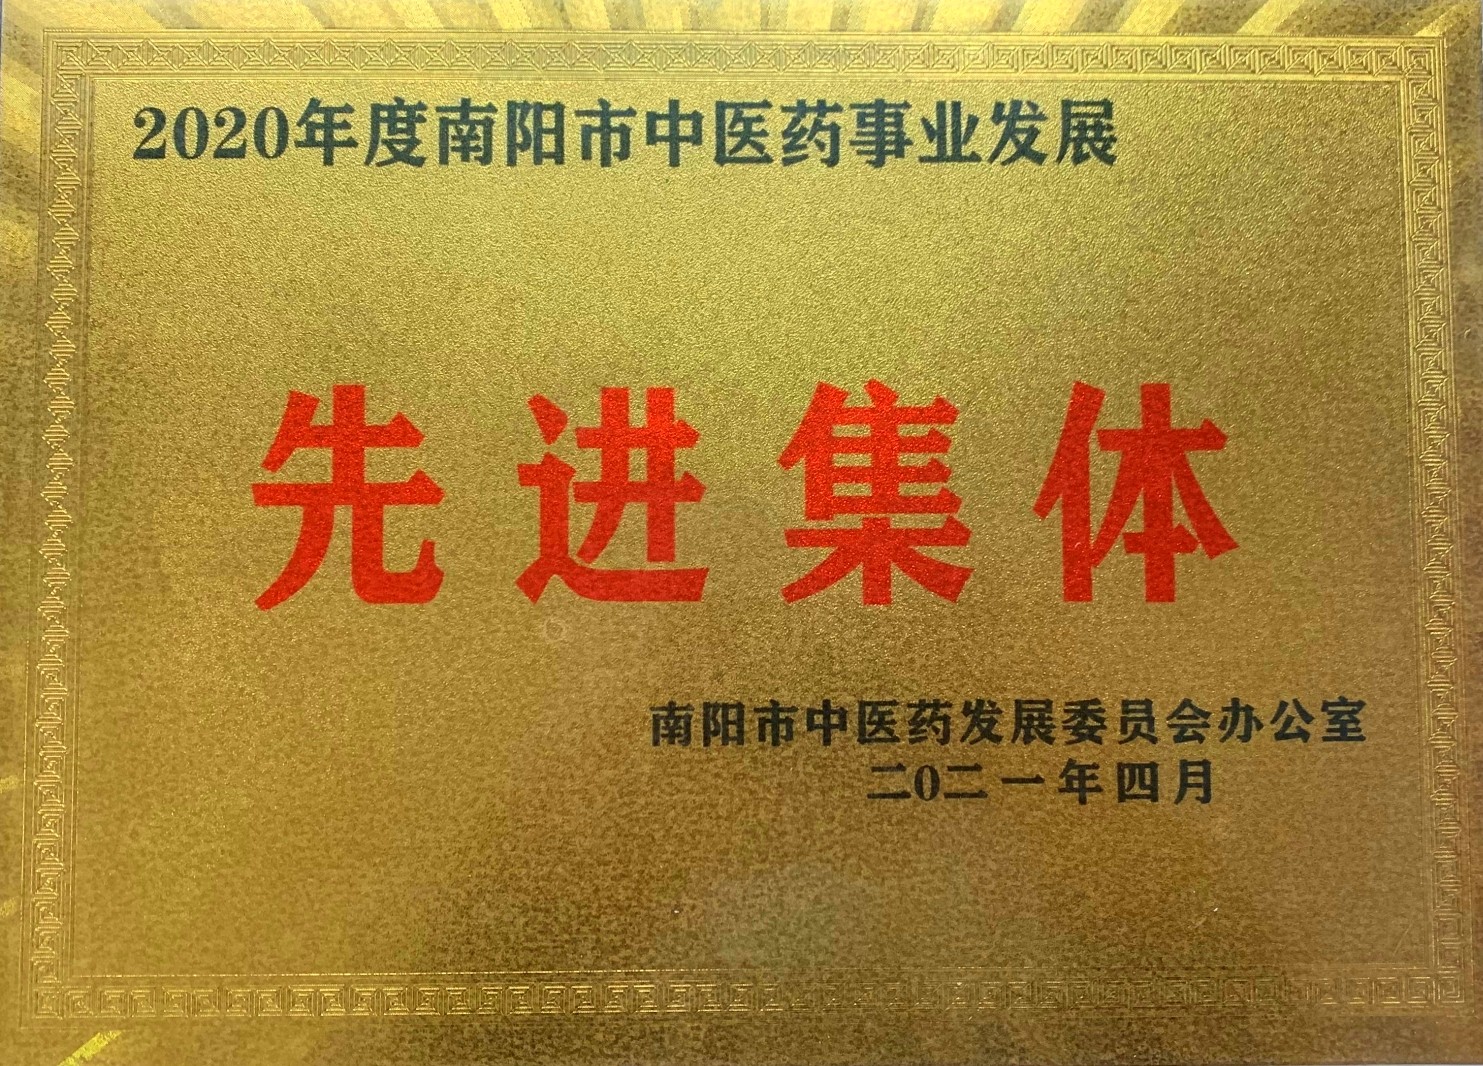 2020年度南阳市中医药事业发展
先进集体
南阳市中医药发展委员会办公室
二0二一年四月